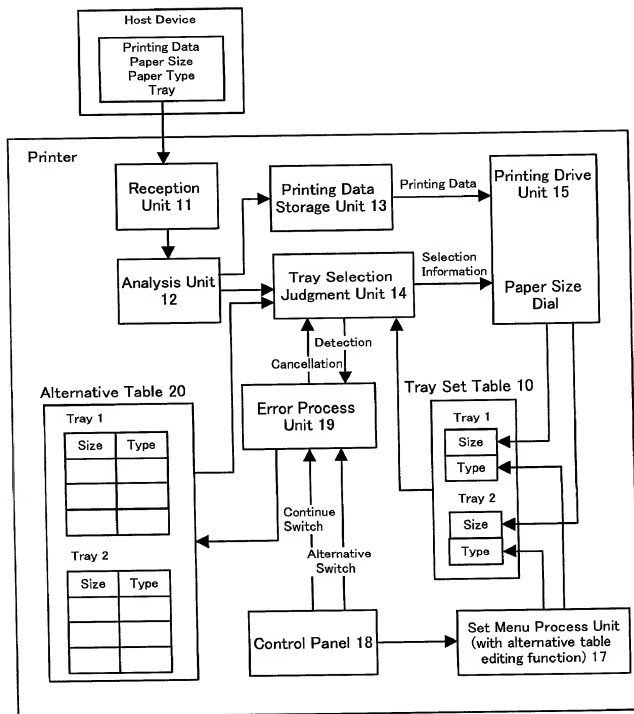 Host Device
Printing Data
Paper Size
Paper Type
Tray
Printer
Reception
Unit 11
Printing Data
Storage Unit 13
Printing Data
Printing Drive
Unit 15
Analysis Unit
12
Tray Selection
Judgment Unit 14
Selection
Information
Paper Size
Dial
Detection
Cancellation
Alternative Table 20
Tray 1
Size Type
Tray 2
Size Type
Error Process
Unit 19
Tray Set Table 10
Tray 1
Size
Type
Tray 2
Size
Type
Continue
Switch
Alternative
Switch
Control Panel 18
Set Menu Process Unit
(with alternative table
editing function) 17